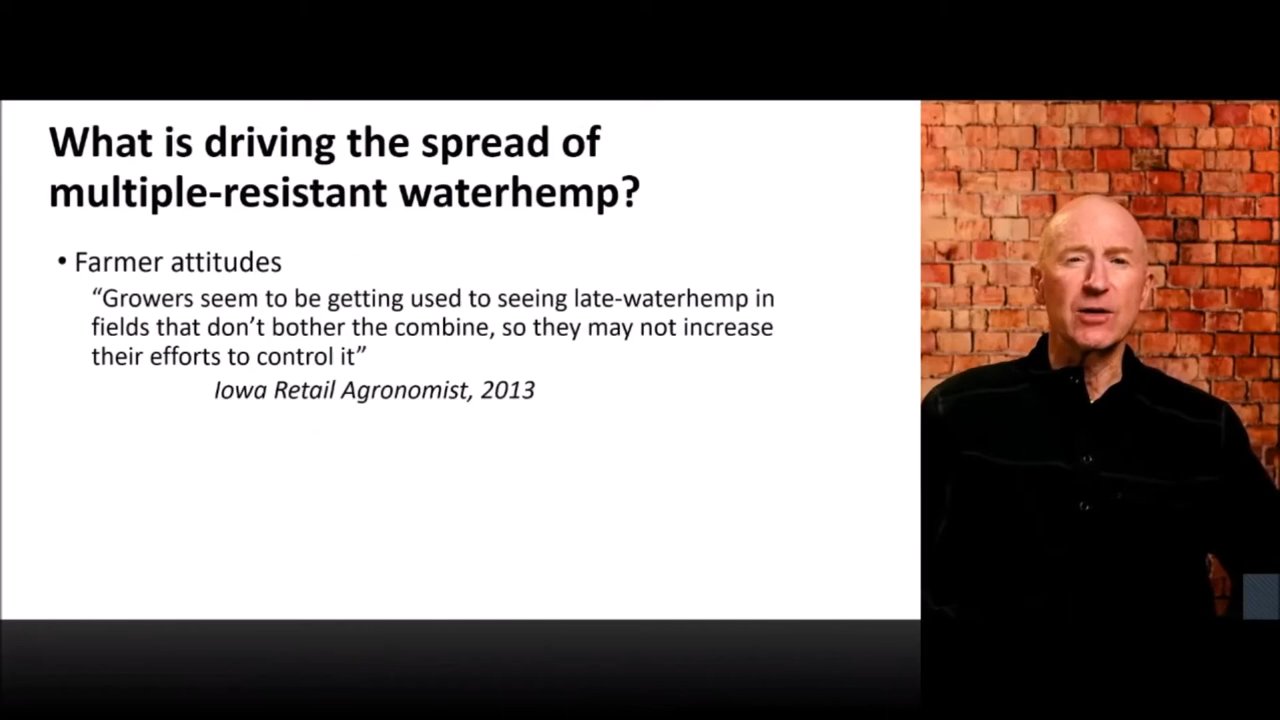 What is driving the spread of
multiple-resistant waterhemp?
• Farmer attitudes
“Growers seem to be getting used to seeing late-waterhemp in
fields that don’t bother the combine, so they may not increase
their efforts to control it”
Iowa Retail Agronomist, 2013